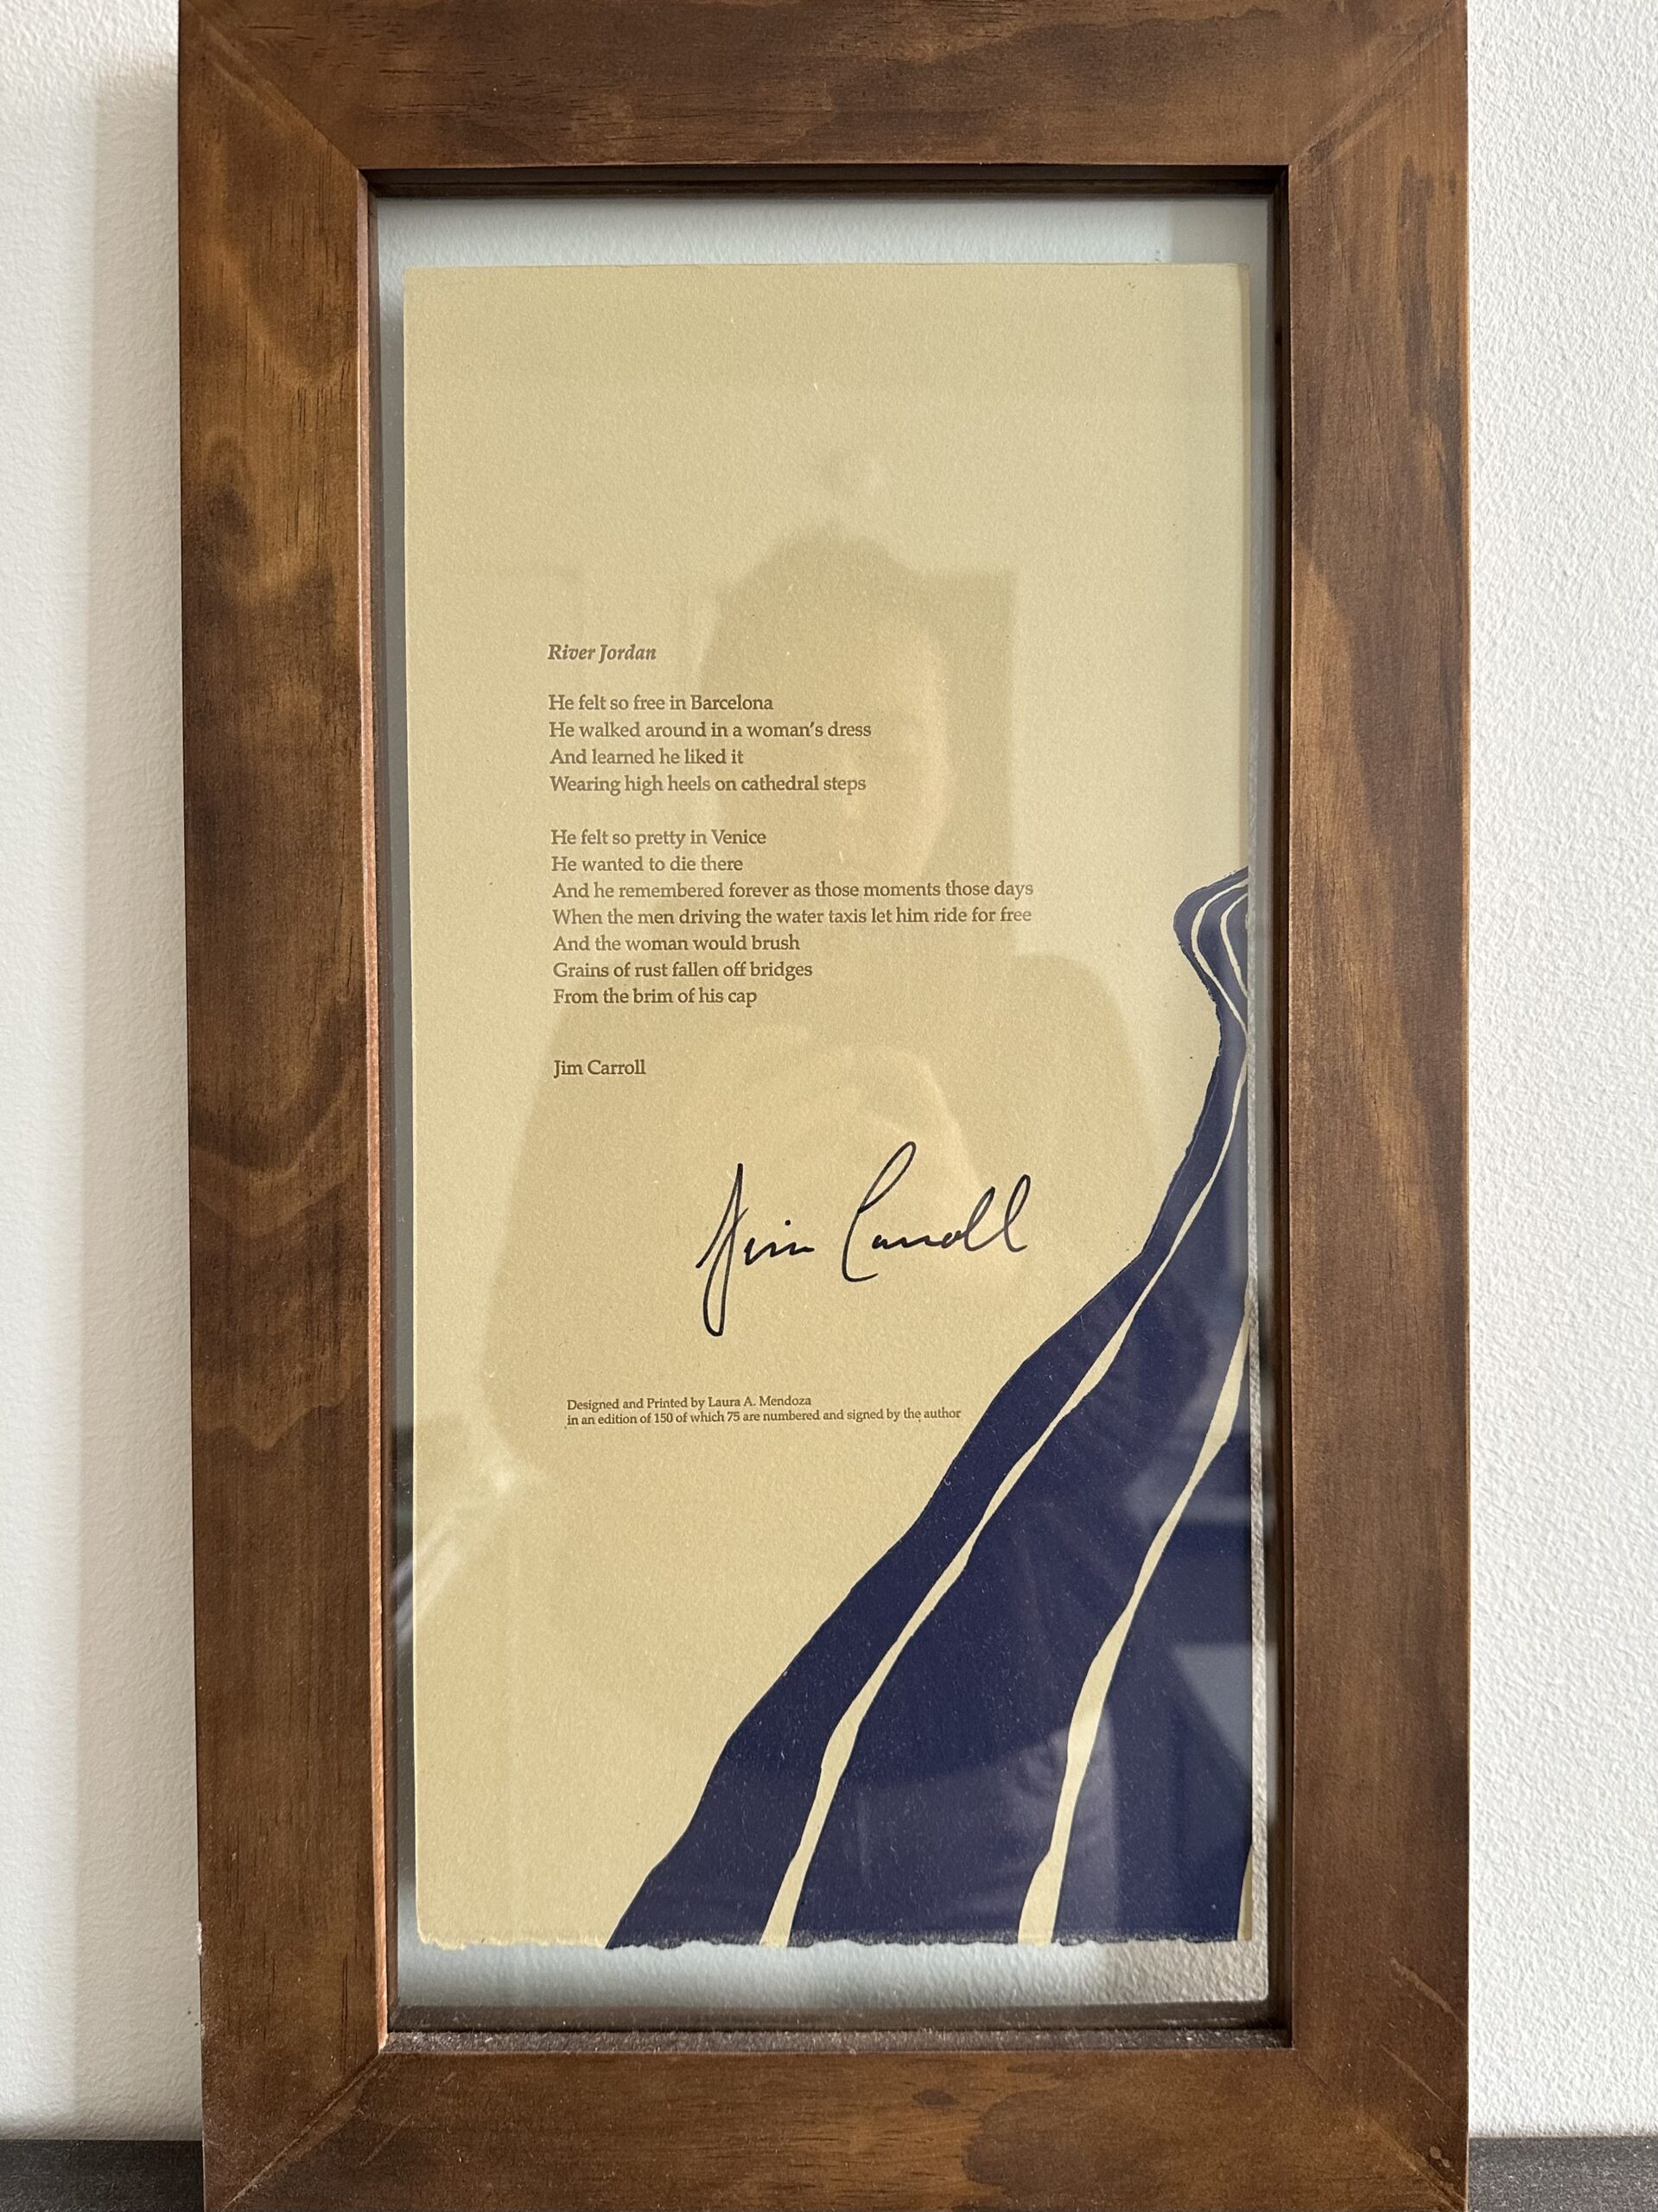 River Jordan
He felt so free in Barcelona
He walked around in a woman's dress
And learned he liked it
Wearing high heels on cathedral steps
He felt so pretty in Venice
He wanted to die there
And he remembered forever as those moments those days
When the men driving the water taxis let him ride for free
And the woman would brush
Grains of rust fallen off bridges
From the brim of his cap
Jim Carroll
Jim Carroll
Designed and Printed by Laura A. Mendoza
in an edition of 150 of which 75 are numbered and signed by the author